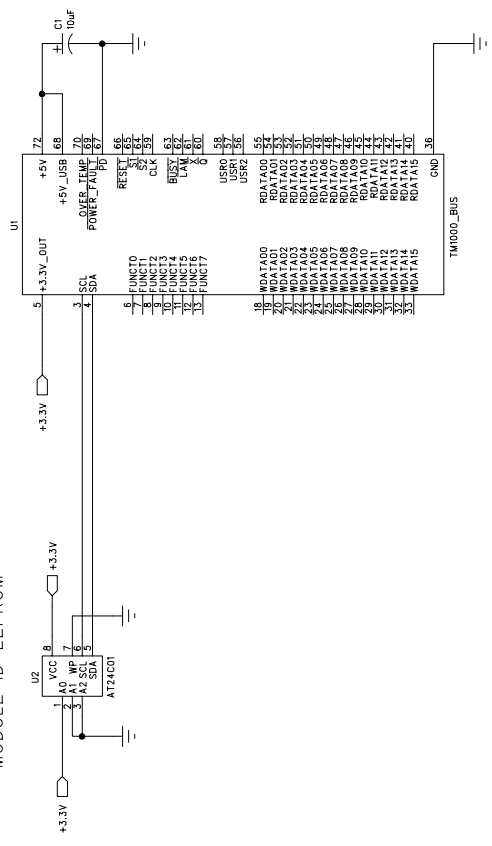 MODULE ID EEPROM
U2
+3.3V
1 A0 VCC 8
+3.3V
2 A1 WP 7
3 A2 SCL 6
SDA 5
AT24C01
U1
+3.3V
5 +3.3V_OUT +5V 72
C1
10uF
+
+5V_USB 68
3 SCL OVER_TEMP 70
4 SDA POWER_FAULT 69
PD 67
6 FUNCT0 RESET 66
7 FUNCT1 S1 65
8 FUNCT2 S2 64
9 FUNCT3 CLK 59
10 FUNCT4 BUSY 63
11 FUNCT5 LAM 62
12 FUNCT6 X 61
13 FUNCT7 Q 60
USR0 58
USR1 57
USR2 56
18 WDATA00 RDATA00 55
19 WDATA01 RDATA01 54
20 WDATA02 RDATA02 53
21 WDATA03 RDATA03 52
22 WDATA04 RDATA04 51
23 WDATA05 RDATA05 50
24 WDATA06 RDATA06 49
25 WDATA07 RDATA07 48
26 WDATA08 RDATA08 47
27 WDATA09 RDATA09 46
28 WDATA10 RDATA10 45
29 WDATA11 RDATA11 44
30 WDATA12 RDATA12 43
31 WDATA13 RDATA13 42
32 WDATA14 RDATA14 41
33 WDATA15 RDATA15 40
GND 36
TM1000_BUS